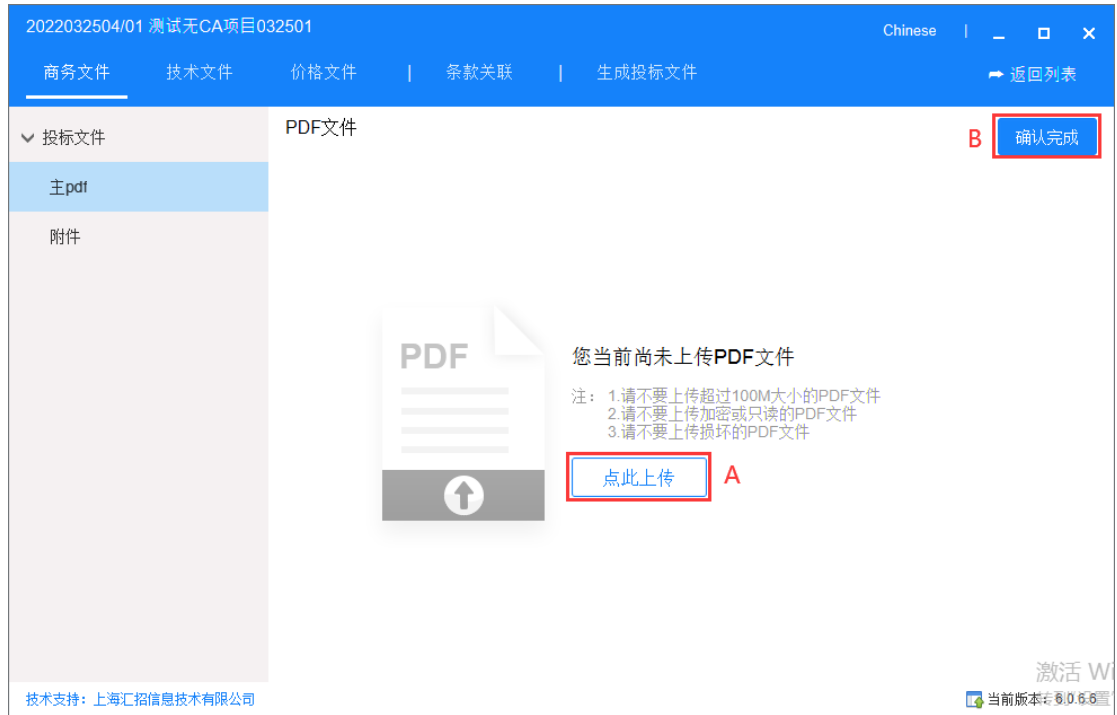 2022032504/01 测试无CA项目032501
Chinese |
商务文件 技术文件 价格文件 | 条款关联 | 生成投标文件 返回列表
投标文件
主pdf
附件
PDF文件
B 确认完成
PDF
您当前尚未上传PDF文件
注： 1.请不要上传超过100M大小的PDF文件
2.请不要上传加密或只读的PDF文件
3.请不要上传损坏的PDF文件
点此上传 A
激活 Wi
技术支持：上海汇招信息技术有限公司
当前版本：6.0.6.6